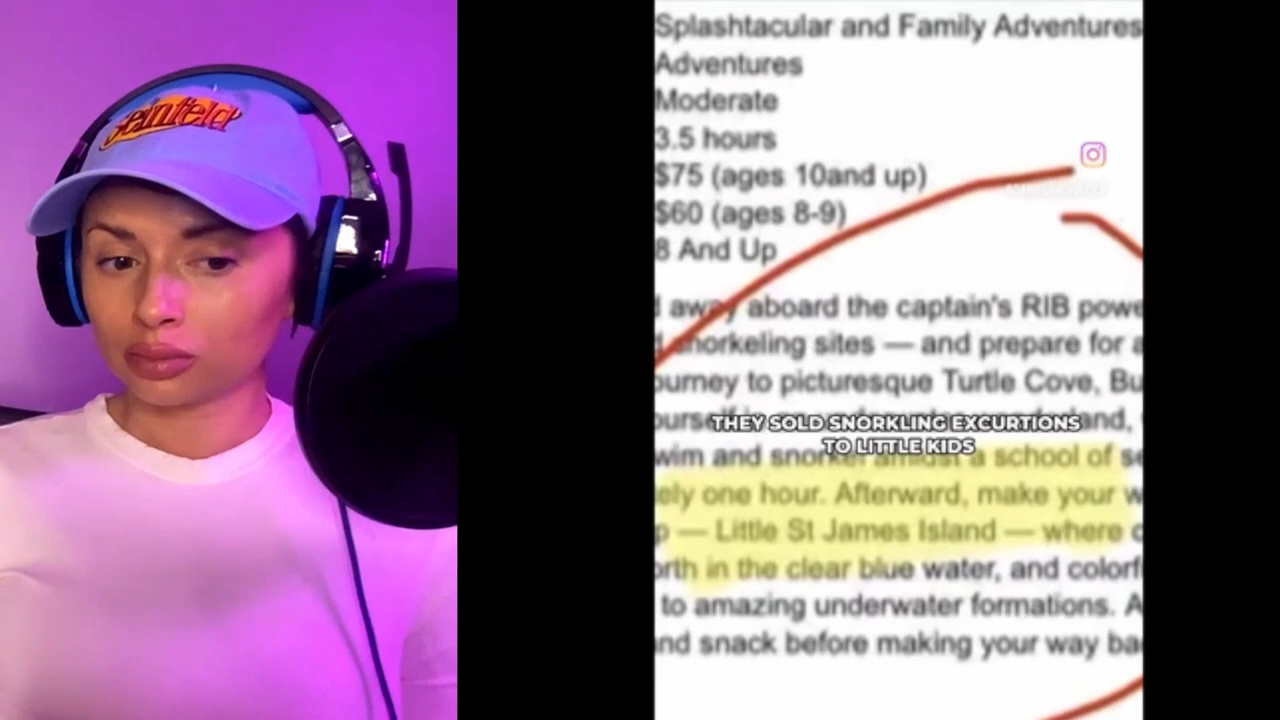 Seinfeld
Splashtacular and Family Adventures
Adventures
Moderate
3.5 hours
$75 (ages 10and up)
$60 (ages 8-9)
8 And Up
away aboard the captain's RIB powe
snorkeling sites — and prepare for a
ourney to picturesque Turtle Cove, Bu
THEY SOLD SNORKLING EXCURTIONS
TO LITTLE KIDS
wim and snorkel amidst a school of se
ely one hour. Afterward, make your w
p — Little St James Island — where c
orth in the clear blue water, and colorf
to amazing underwater formations. A
nd snack before making your way ba